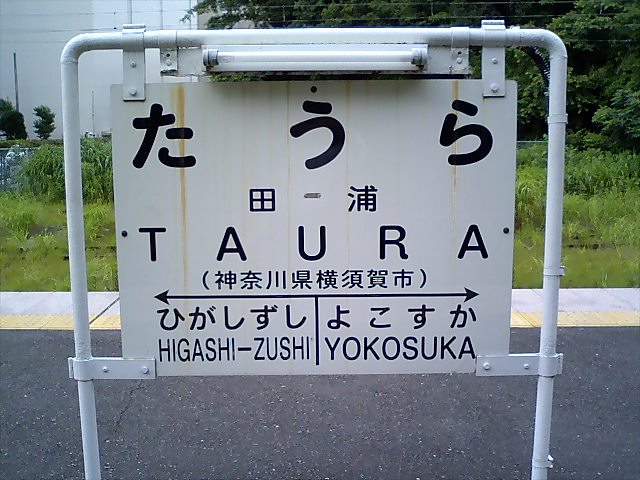 たうら
田浦
TAURA
(神奈川県横須賀市)
ひがしずし よこすか
HIGASHI-ZUSHI YOKOSUKA